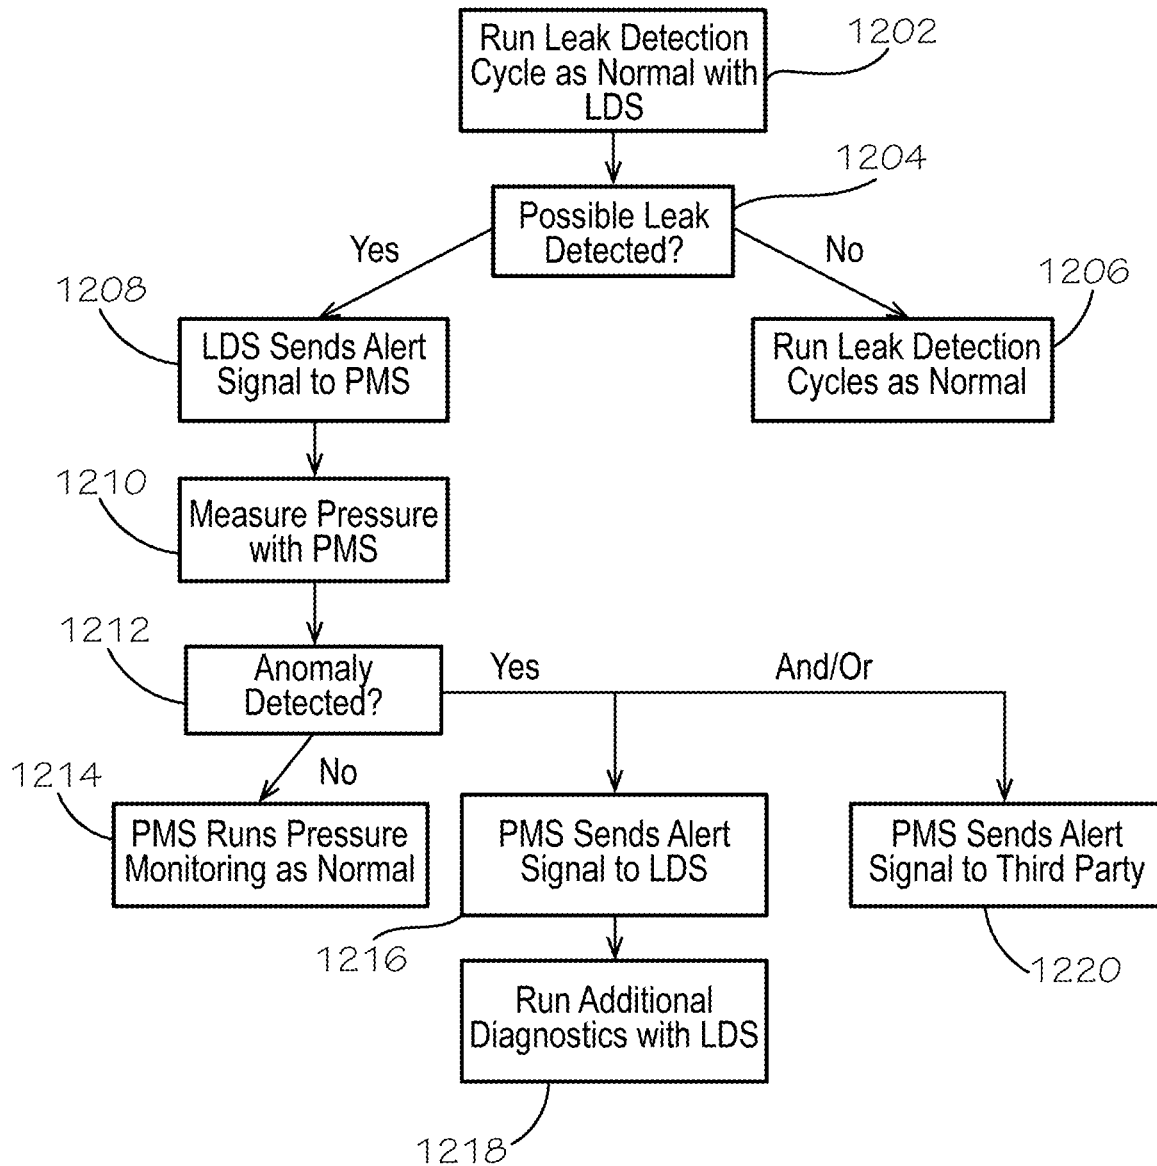 Run Leak Detection
Cycle as Normal with
LDS
1202
1204
Possible Leak
Detected?
Yes
No
1208
1206
LDS Sends Alert
Signal to PMS
Run Leak Detection
Cycles as Normal
1210
Measure Pressure
with PMS
1212
Anomaly
Detected?
Yes
And/Or
No
1214
PMS Runs Pressure
Monitoring as Normal
PMS Sends Alert
Signal to LDS
PMS Sends Alert
Signal to Third Party
1216
1220
Run Additional
Diagnostics with LDS
1218